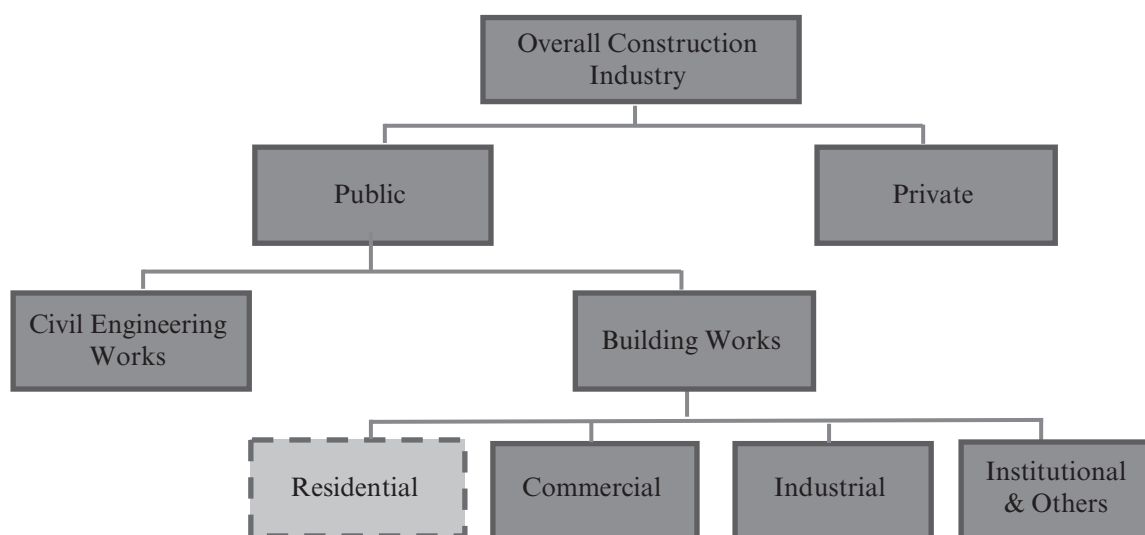 Overall Construction
Industry
Public
Private
Civil Engineering
Works
Building Works
Residential
Commercial
Industrial
Institutional
& Others